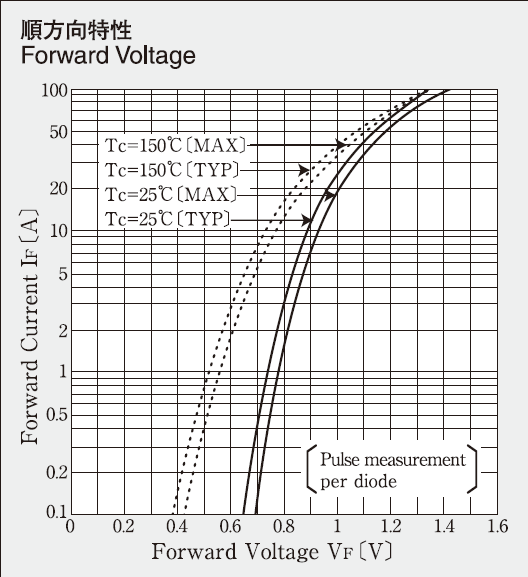 順方向特性
Forward Voltage
100
50
20
10
5
2
1
0.5
0.2
0.1
Forward Current IF〔A〕
Tc=150℃〔MAX〕
Tc=150℃〔TYP〕
Tc=25℃〔MAX〕
Tc=25℃〔TYP〕
Pulse measurement
per diode
0 0.2 0.4 0.6 0.8 1 1.2 1.4 1.6
Forward Voltage VF〔V〕